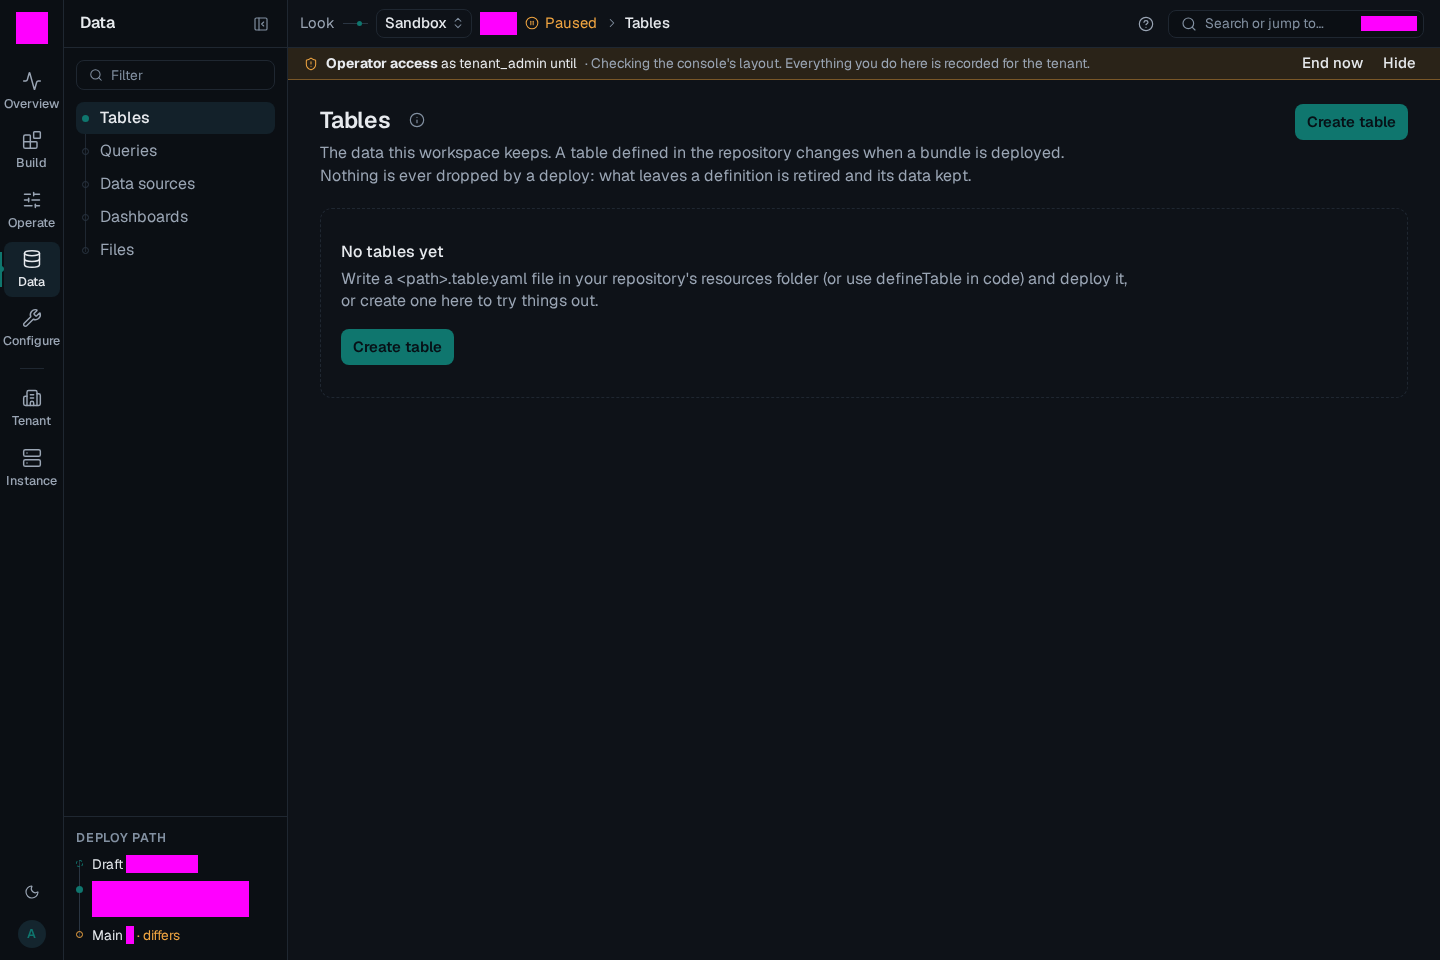 Data
Look
Sandbox
Paused
Tables
Search or jump to...
Operator access as tenant_admin until · Checking the console's layout. Everything you do here is recorded for the tenant.
End now
Hide
Overview
Build
Operate
Data
Configure
Tenant
Instance
A
Filter
Tables
Queries
Data sources
Dashboards
Files
DEPLOY PATH
Draft
Main · differs
Tables
Create table
The data this workspace keeps. A table defined in the repository changes when a bundle is deployed.
Nothing is ever dropped by a deploy: what leaves a definition is retired and its data kept.
No tables yet
Write a <path>.table.yaml file in your repository's resources folder (or use defineTable in code) and deploy it,
or create one here to try things out.
Create table